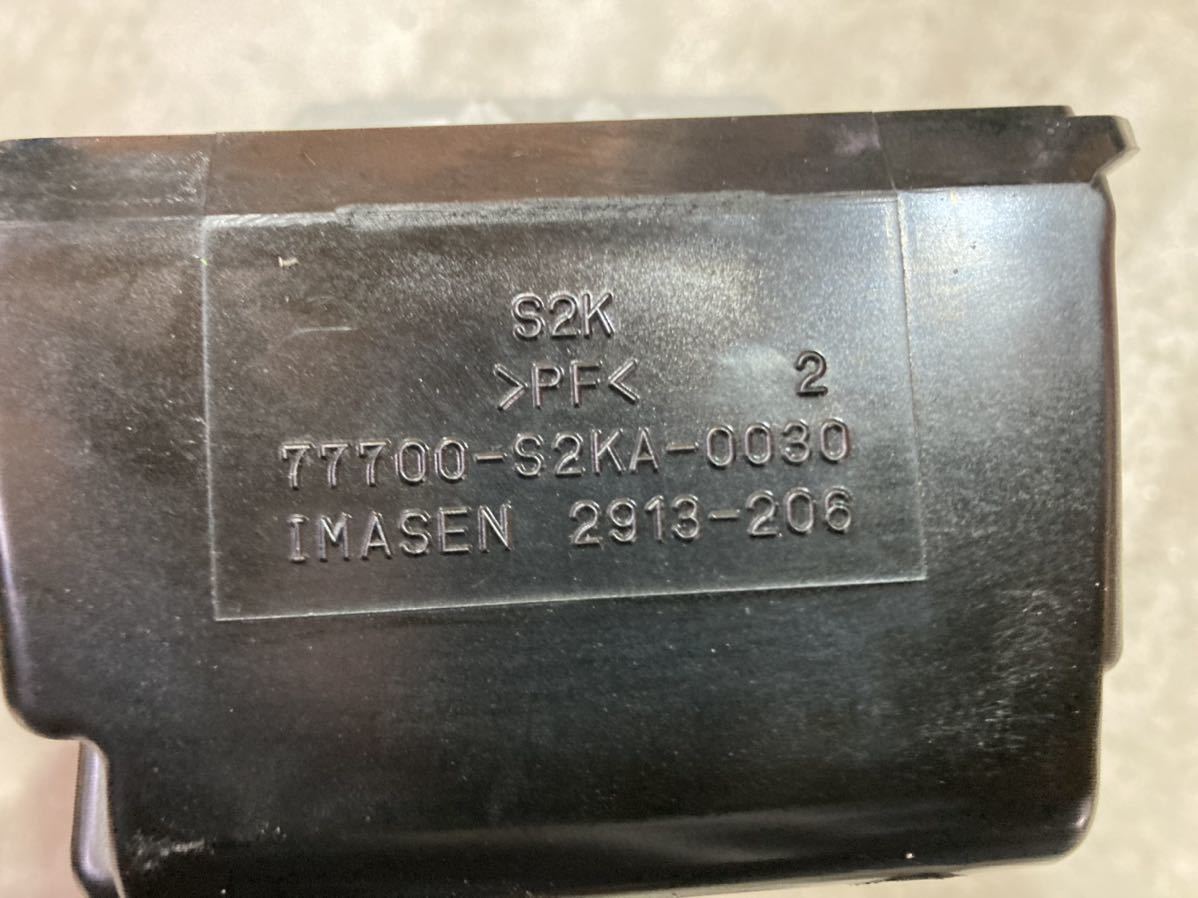 S2K
>PF< 2
77700-S2KA-0030
IMASEN 2913-206